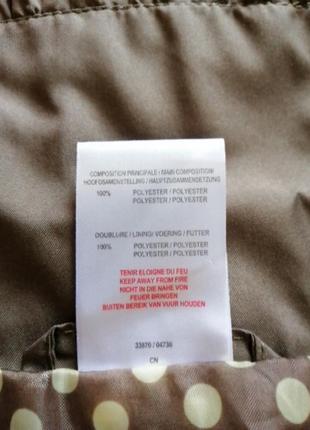 COMPOSITION PRINCIPALE / MAIN COMPOSITION/
HOOFDSAMENSTELLING / HAUPTZUSAMMENSETZUNG
100% POLYESTER / POLYESTER
POLYESTER / POLYESTER
DOUBLURE / LINING/ VOERING / FUTTER
100% POLYESTER / POLYESTER
POLYESTER / POLYESTER
TENIR ELOIGNE DU FEU
KEEP AWAY FROM FIRE
NICHT IN DIE NAHE VON
FEUER BRINGEN
BUITEN BEREIK VAN VUUR HOUDEN
33876 / 04736
CN